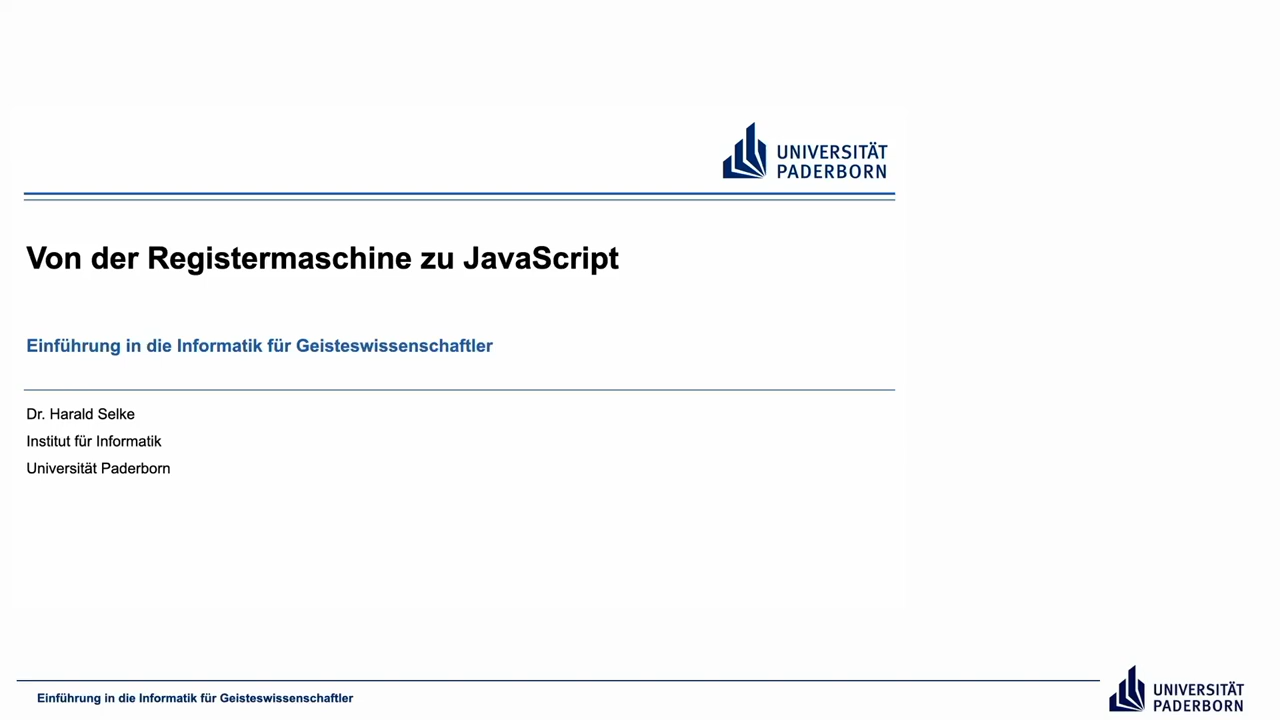 UNIVERSITÄT
PADERBORN
Von der Registermaschine zu JavaScript
Einführung in die Informatik für Geisteswissenschaftler
Dr. Harald Selke
Institut für Informatik
Universität Paderborn
Einführung in die Informatik für Geisteswissenschaftler
UNIVERSITÄT
PADERBORN